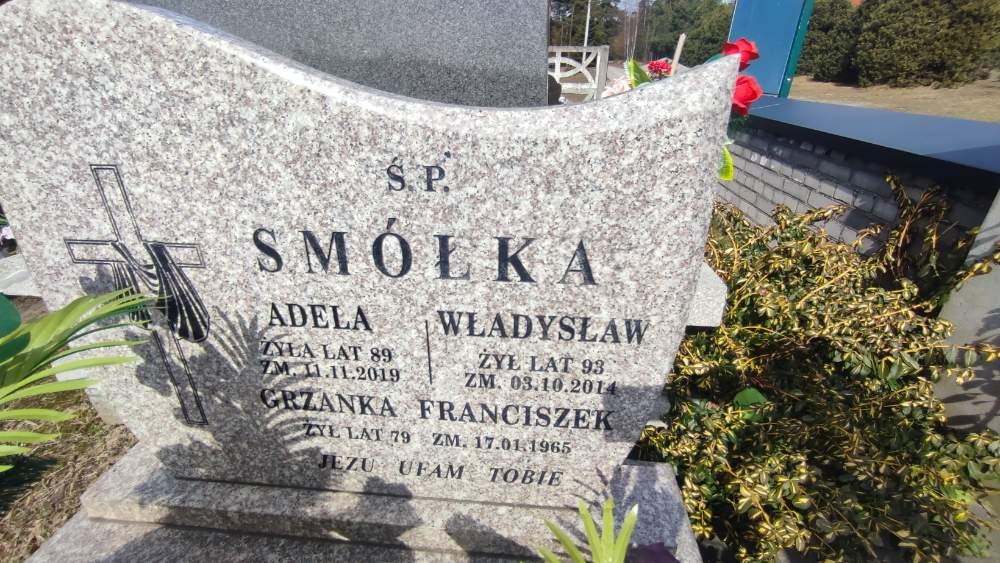 Ś. P.
SMÓŁKA
ADELA WŁADYSŁAW
ŻYŁA LAT 89 ŻYŁ LAT 93
ZM. 11.11.2019 ZM. 03.10.2014
GRZANKA FRANCISZEK
ŻYŁ LAT 79 ZM. 17.01.1965
JEZU UFAM TOBIE